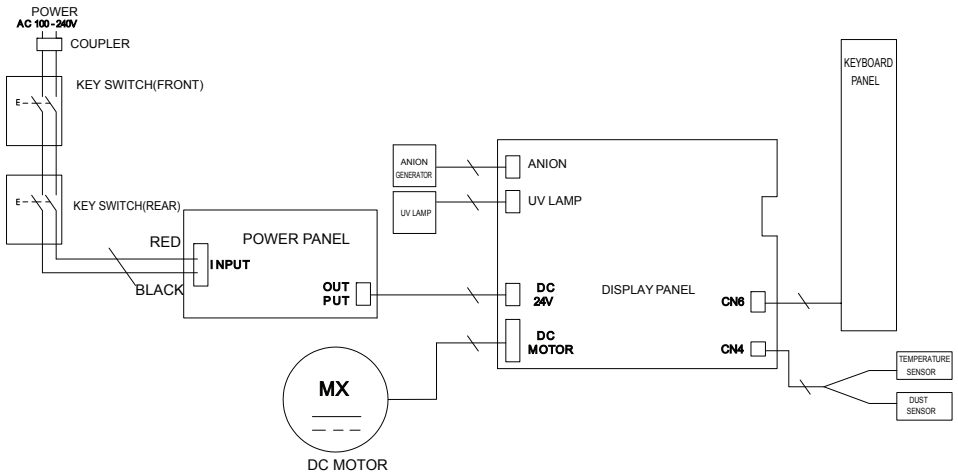 POWER
AC 100-240V
COUPLER
KEY SWITCH(FRONT)
E
E
KEY SWITCH(REAR)
RED
BLACK
POWER PANEL
INPUT
OUT
PUT
ANION
GENERATOR
UV LAMP
ANION
UV LAMP
DC
24V
DISPLAY PANEL
DC
MOTOR
CN6
CN4
KEYBOARD
PANEL
TEMPERATURE
SENSOR
DUST
SENSOR
MX
DC MOTOR